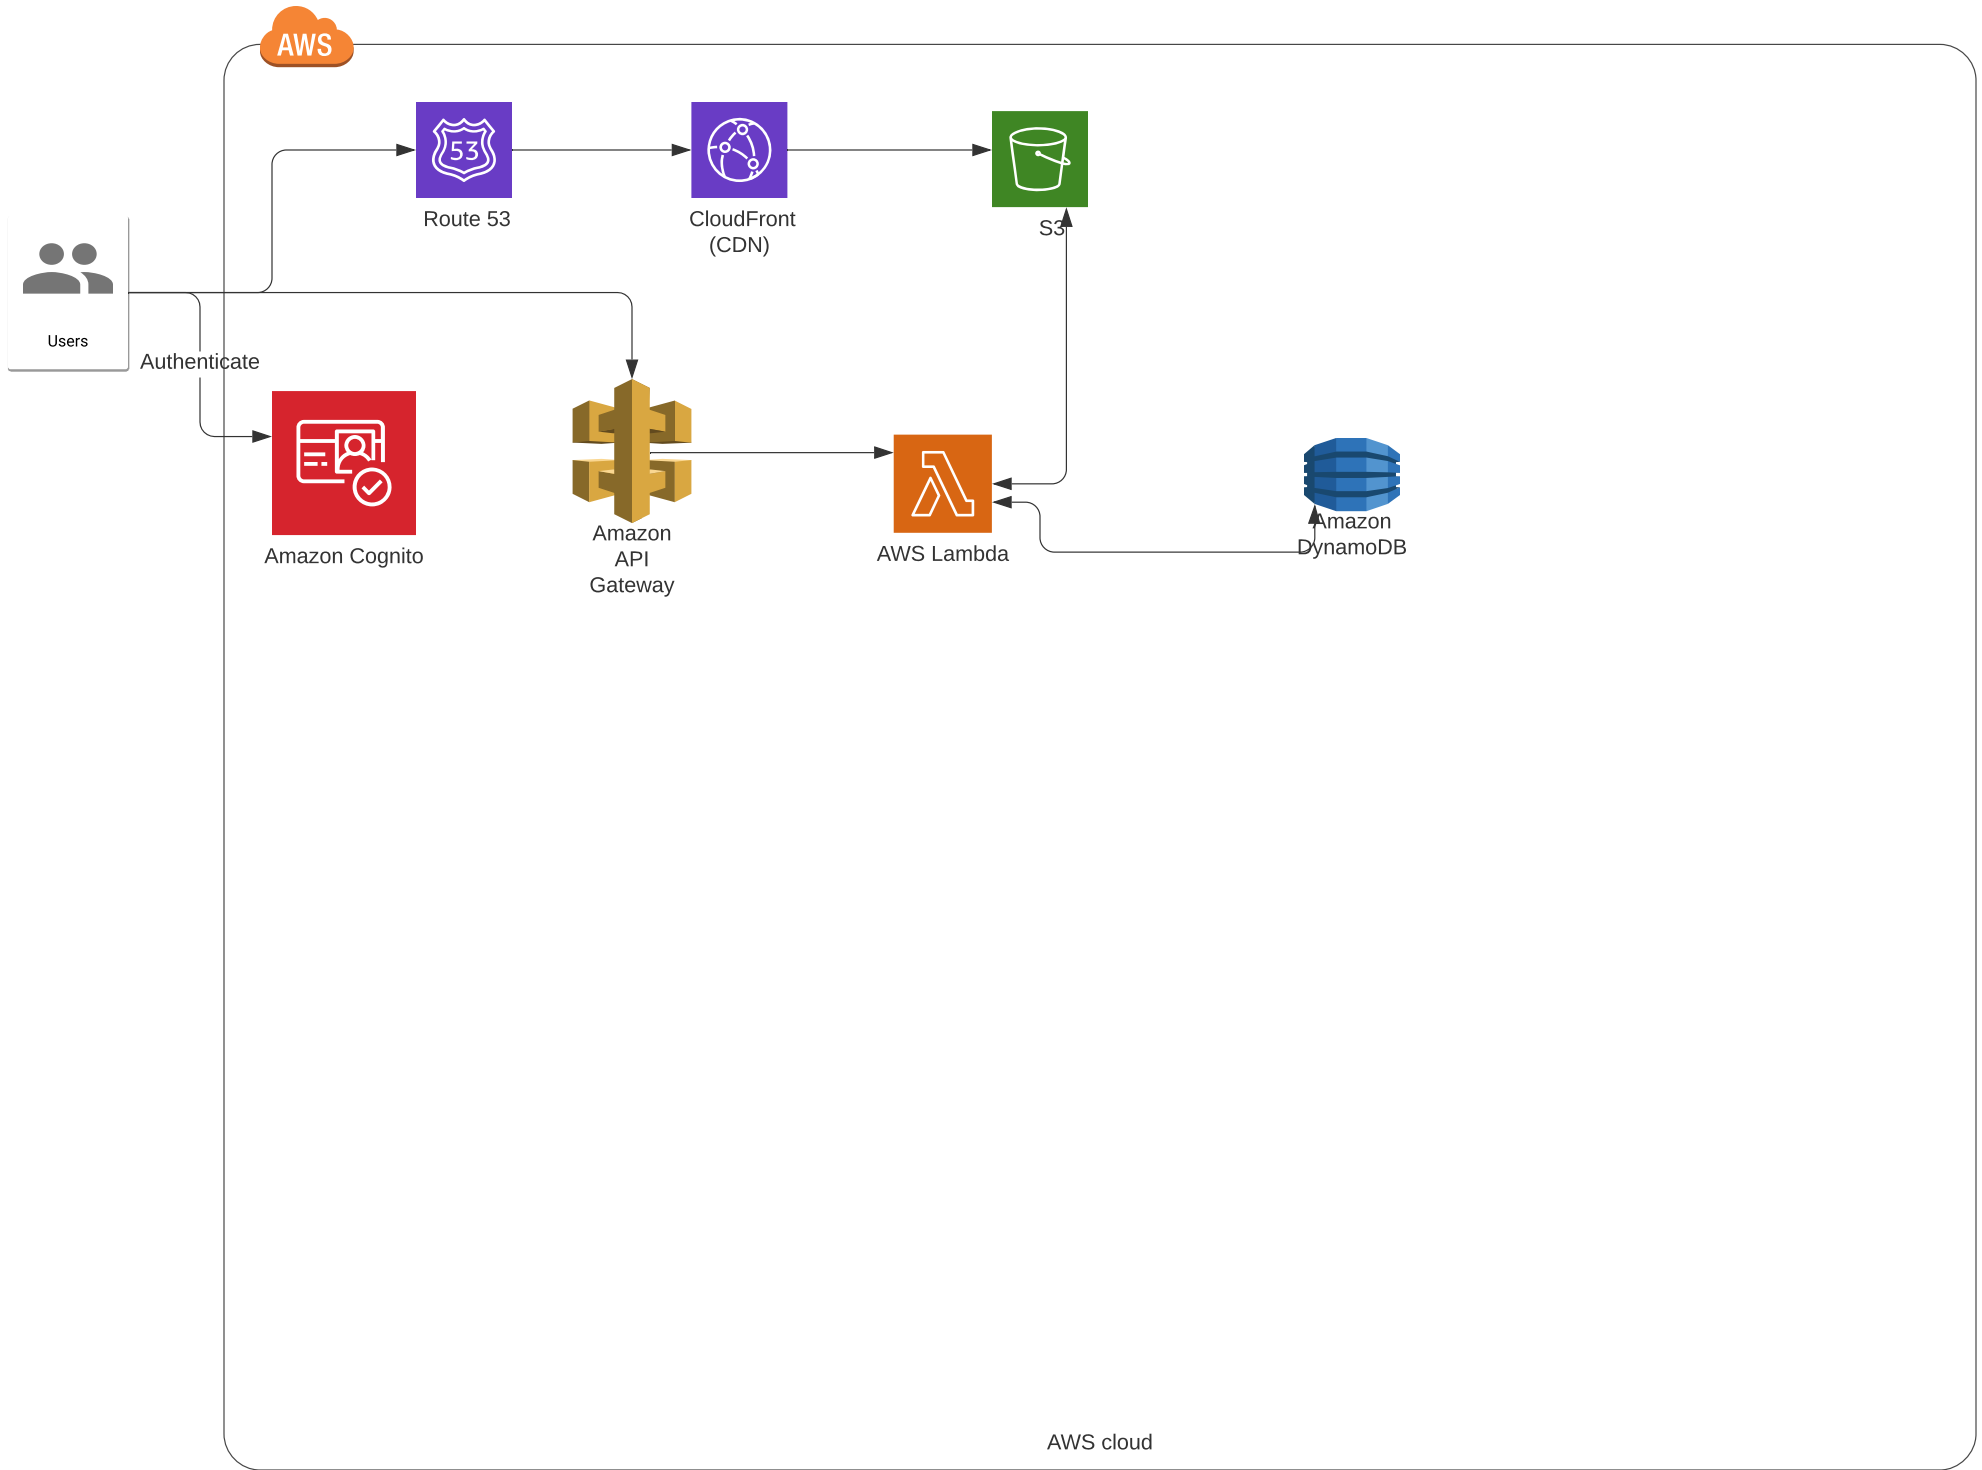 AWS
53
Route 53
CloudFront
(CDN)
S3
Users
Authenticate
Amazon Cognito
Amazon
API
Gateway
AWS Lambda
Amazon
DynamoDB
AWS cloud